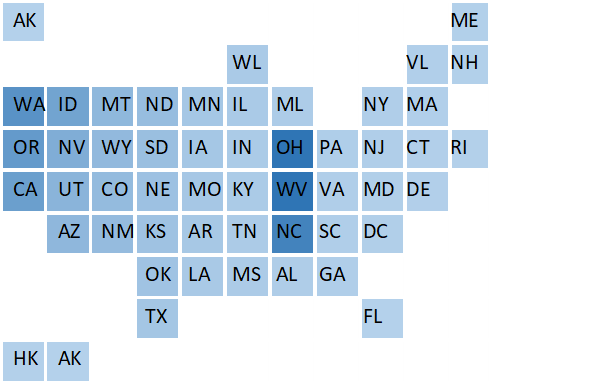 AK ME
WL VL NH
WA ID MT ND MN IL ML NY MA
OR NV WY SD IA IN OH PA NJ CT RI
CA UT CO NE MO KY WV VA MD DE
AZ NM KS AR TN NC SC DC
OK LA MS AL GA
TX FL
HK AK